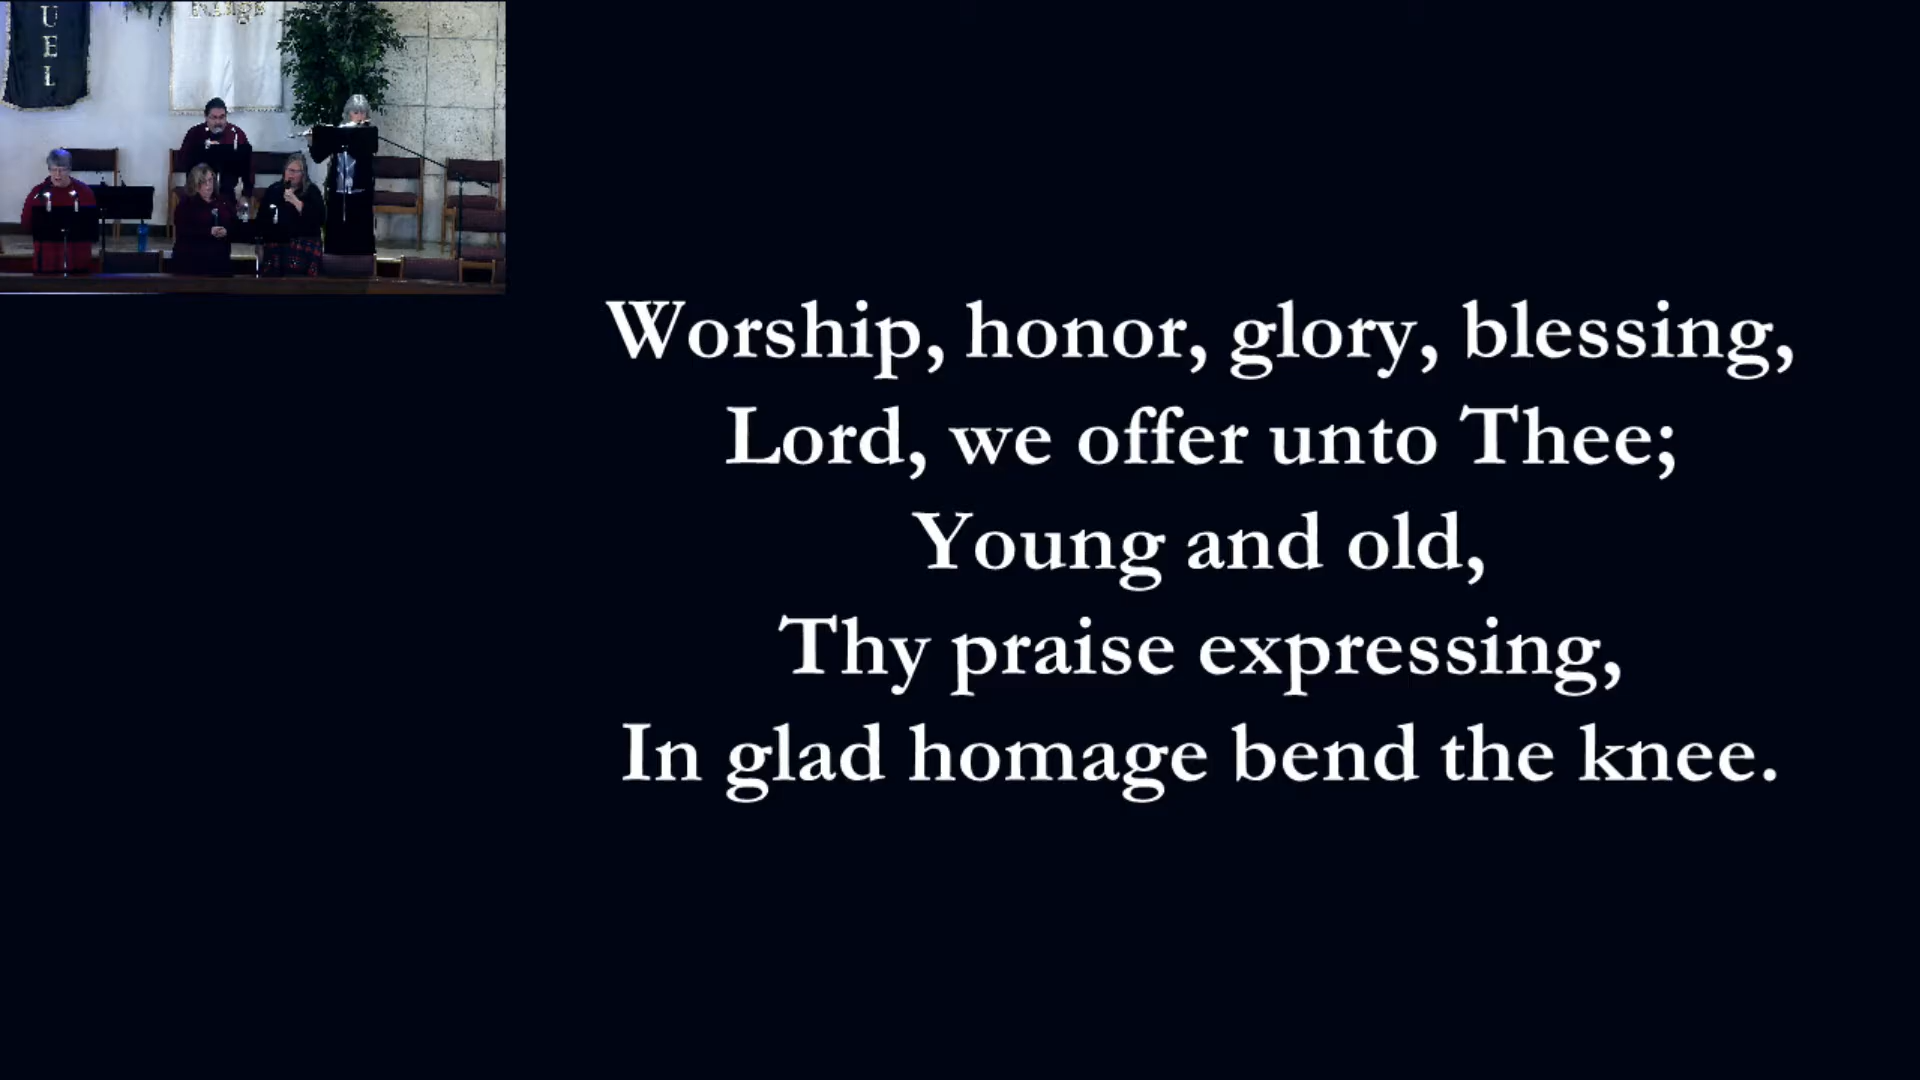 U
E
L
Worship, honor, glory, blessing,
Lord, we offer unto Thee;
Young and old,
Thy praise expressing,
In glad homage bend the knee.